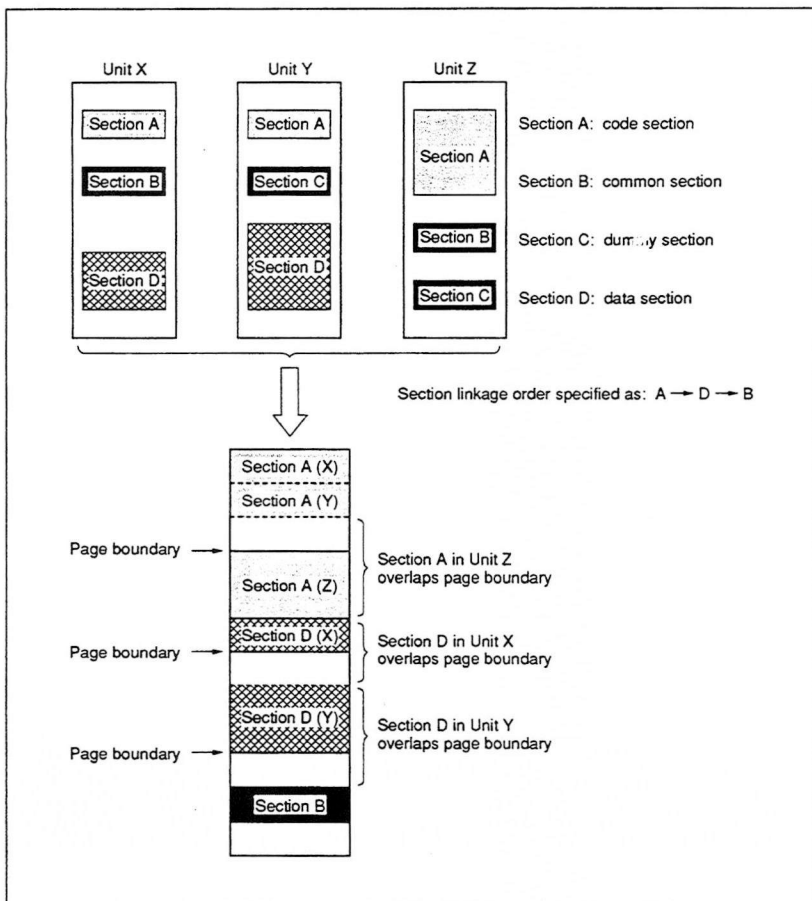 Unit X
Unit Y
Unit Z
Section A
Section B
Section D
Section A
Section C
Section D
Section A
Section B
Section C
Section A: code section
Section B: common section
Section C: section
Section D: data section
Section linkage order specified as: A → D → B
Section A (X)
Section A (Y)
Page boundary →
Section A (Z)
Section A in Unit Z
overlaps page boundary
Section D (X)
Page boundary →
Section D in Unit X
overlaps page boundary
Section D (Y)
Page boundary →
Section D in Unit Y
overlaps page boundary
Section B